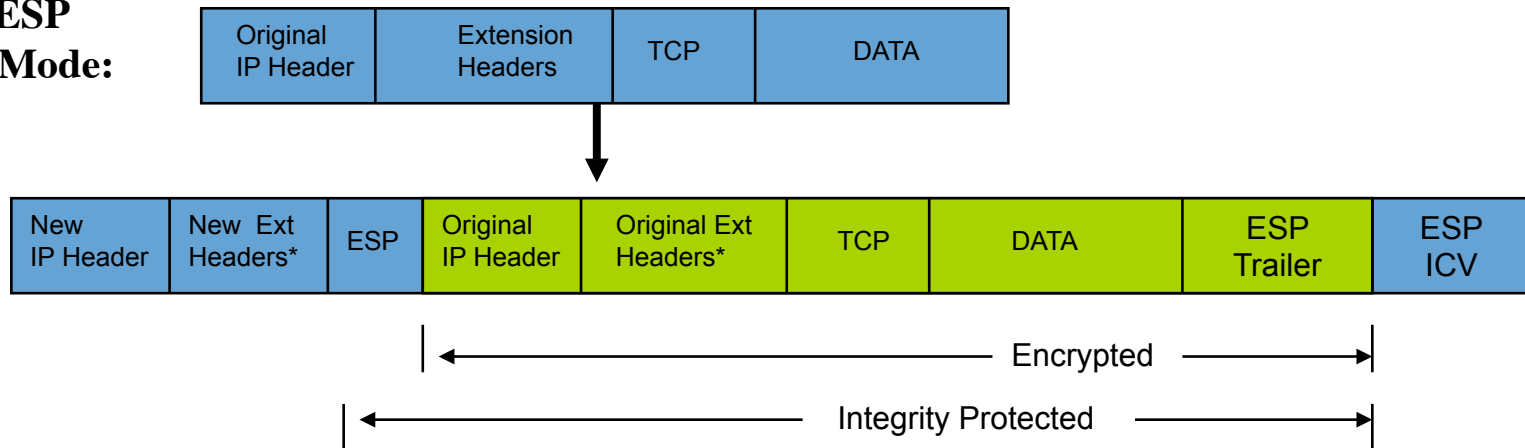 ESP
Mode:
Original
IP Header
Extension
Headers
TCP
DATA
New
IP Header
New Ext
Headers*
ESP
Original
IP Header
Original Ext
Headers*
TCP
DATA
ESP
Trailer
ESP
ICV
Encrypted
Integrity Protected